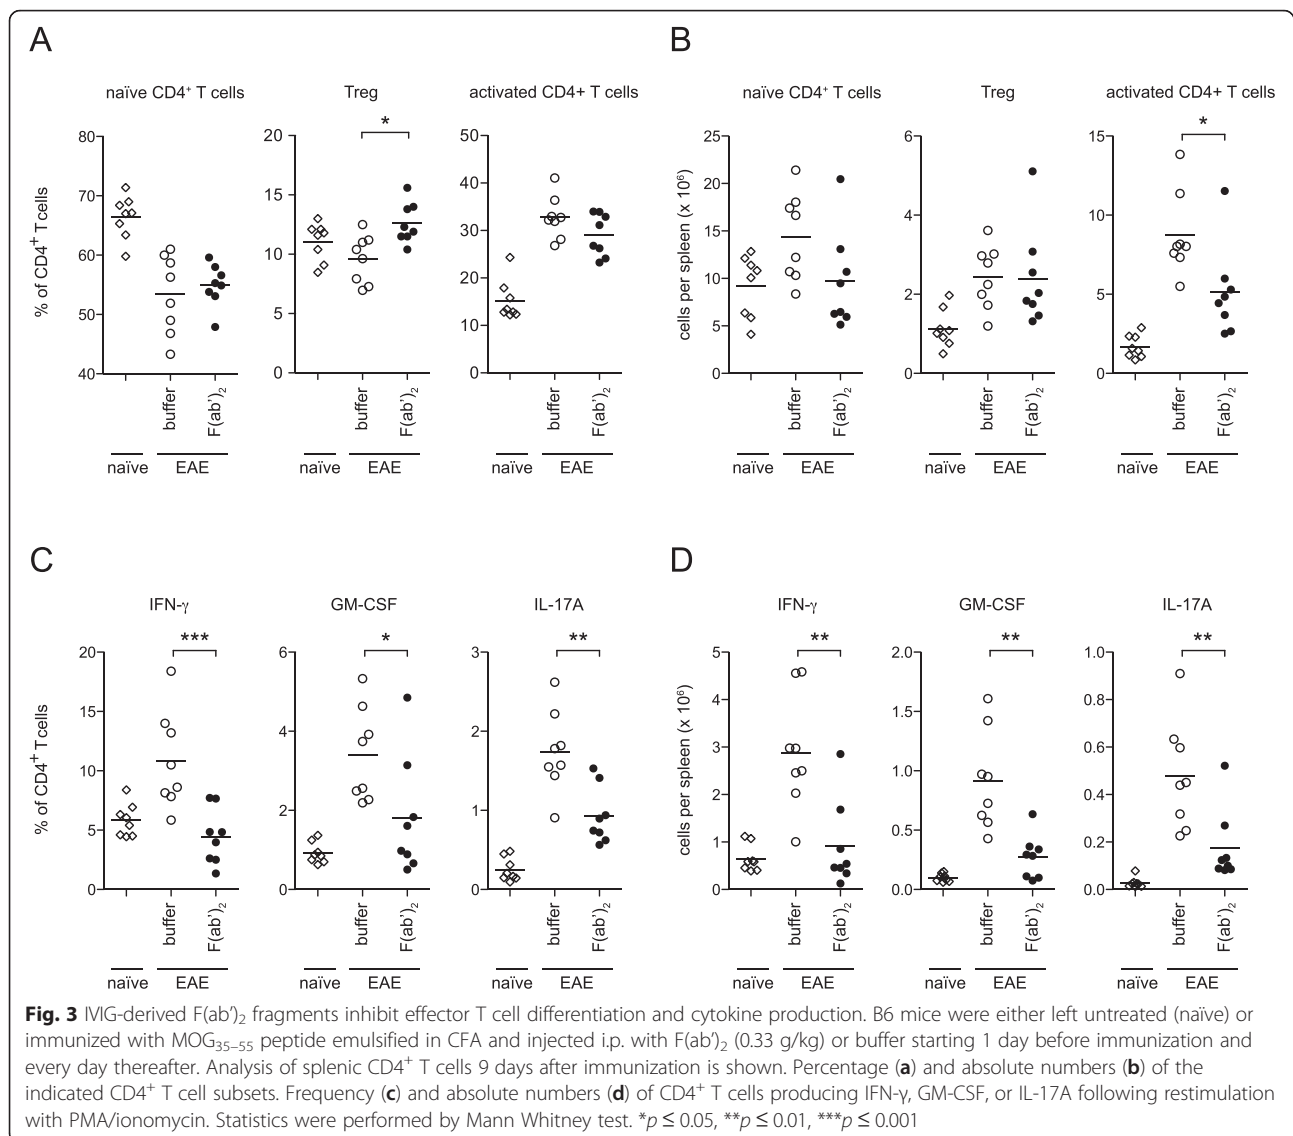 A
B
naïve CD4⁺ T cells
Treg
activated CD4+ T cells
naïve CD4⁺ T cells
Treg
activated CD4+ T cells
*
*
% of CD4⁺ T cells
80
70
60
50
40
20
15
10
5
0
50
40
30
20
10
0
cells per spleen (x 10⁶)
25
20
15
10
5
0
6
4
2
0
15
10
5
0
buffer
F(ab')₂
buffer
F(ab')₂
buffer
F(ab')₂
buffer
F(ab')₂
buffer
F(ab')₂
buffer
F(ab')₂
naïve EAE
naïve EAE
naïve EAE
naïve EAE
naïve EAE
naïve EAE
C
D
IFN-γ
GM-CSF
IL-17A
IFN-γ
GM-CSF
IL-17A
***
*
**
**
**
**
% of CD4⁺ T cells
20
15
10
5
0
6
4
2
0
3
2
1
0
cells per spleen (x 10⁶)
5
4
3
2
1
0
2.0
1.5
1.0
0.5
0.0
1.0
0.8
0.6
0.4
0.2
0.0
buffer
F(ab')₂
buffer
F(ab')₂
buffer
F(ab')₂
buffer
F(ab')₂
buffer
F(ab')₂
buffer
F(ab')₂
naïve EAE
naïve EAE
naïve EAE
naïve EAE
naïve EAE
naïve EAE
Fig. 3 IVIG-derived F(ab′)₂ fragments inhibit effector T cell differentiation and cytokine production. B6 mice were either left untreated (naïve) or
immunized with MOG₃₅₋₅₅ peptide emulsified in CFA and injected i.p. with F(ab′)₂ (0.33 g/kg) or buffer starting 1 day before immunization and
every day thereafter. Analysis of splenic CD4⁺ T cells 9 days after immunization is shown. Percentage (a) and absolute numbers (b) of the
indicated CD4⁺ T cell subsets. Frequency (c) and absolute numbers (d) of CD4⁺ T cells producing IFN-γ, GM-CSF, or IL-17A following restimulation
with PMA/ionomycin. Statistics were performed by Mann Whitney test. *p ≤ 0.05, **p ≤ 0.01, ***p ≤ 0.001